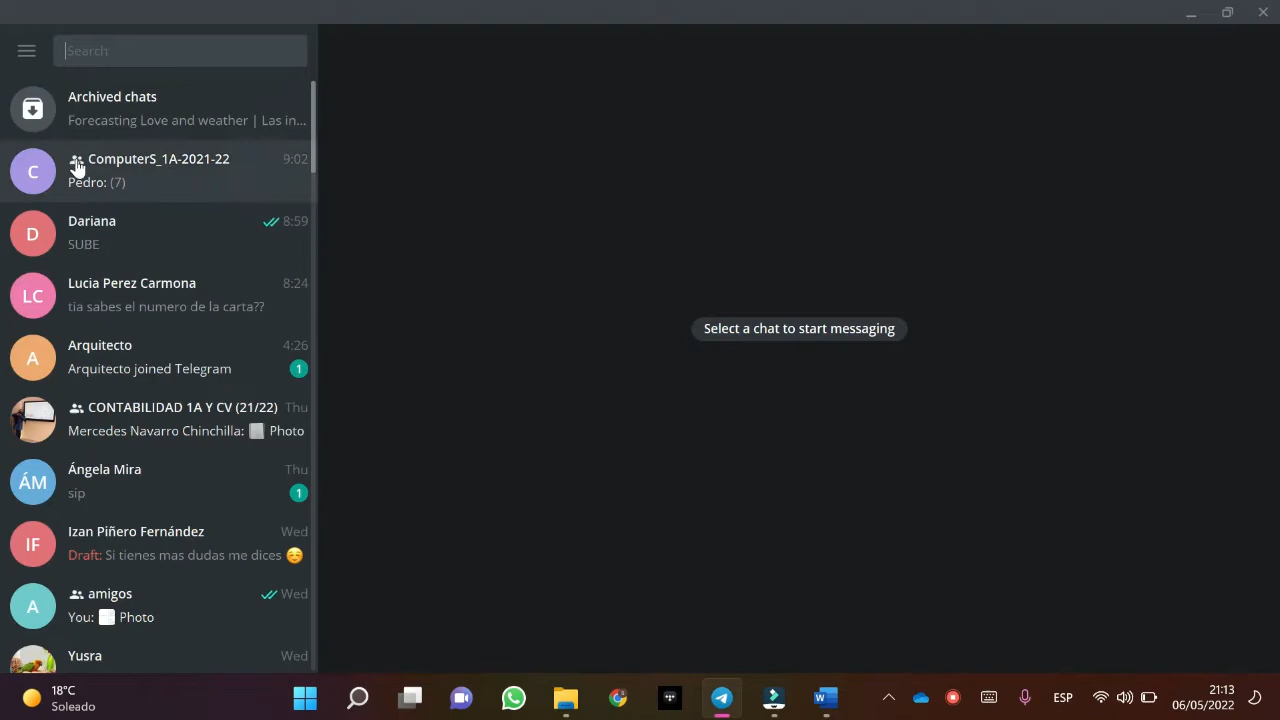 Search
Archived chats
Forecasting Love and weather | Las in...
C
ComputerS_1A-2021-22
9:02
Pedro: (7)
D
Dariana
8:59
SUBE
LC
Lucia Perez Carmona
8:24
tia sabes el numero de la carta??
A
Arquitecto
4:26
Arquitecto joined Telegram
1
CONTABILIDAD 1A Y CV (21/22)
Thu
Mercedes Navarro Chinchilla: Photo
ÁM
Ángela Mira
Thu
sip
1
IF
Izan Piñero Fernández
Wed
Draft: Si tienes mas dudas me dices 😊
A
amigos
Wed
You: Photo
Yusra
Wed
Select a chat to start messaging
18°C
Soleado
ESP
21:13
06/05/2022